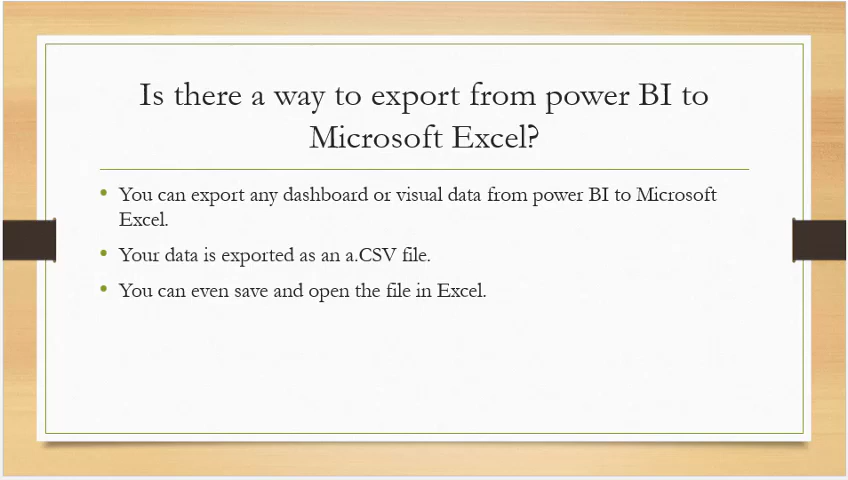 Is there a way to export from power BI to
Microsoft Excel?
• You can export any dashboard or visual data from power BI to Microsoft
Excel.
• Your data is exported as an a.CSV file.
• You can even save and open the file in Excel.